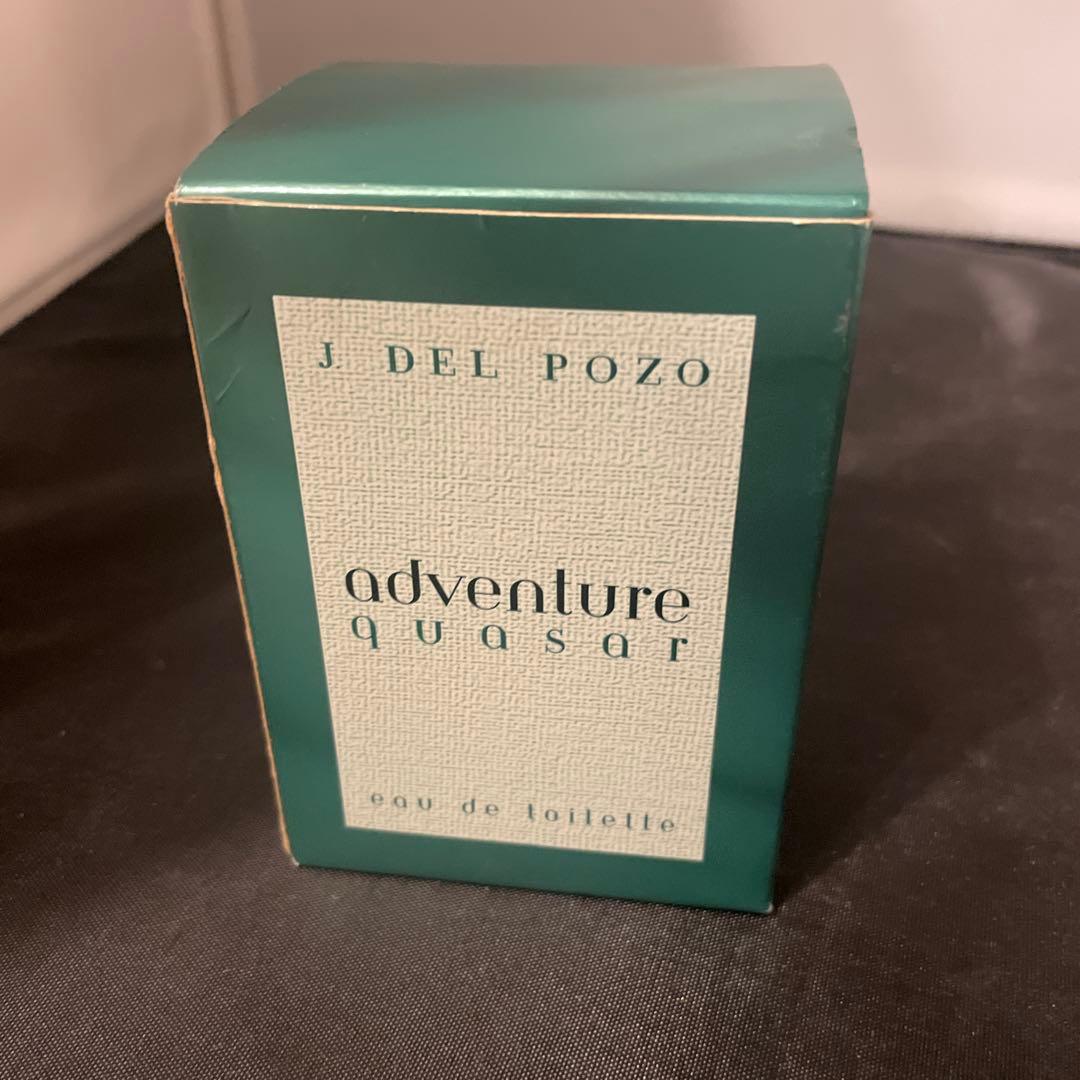 J. DEL POZO
adventure
quasar
eau de toilette